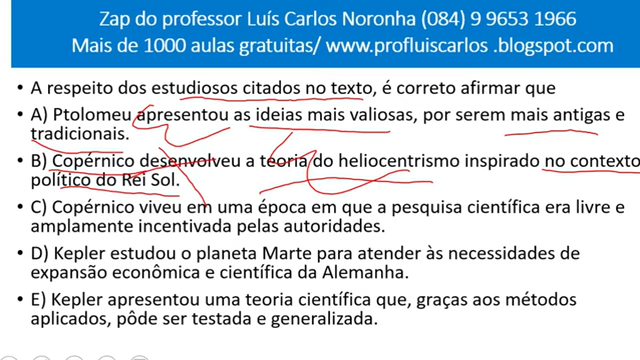 Zap do professor Luís Carlos Noronha (084) 9 9653 1966
Mais de 1000 aulas gratuitas/ www.profluiscarlos .blogspot.com
• A respeito dos estudiosos citados no texto, é correto afirmar que
• A) Ptolomeu apresentou as ideias mais valiosas, por serem mais antigas e
tradicionais.
• B) Copérnico desenvolveu a teoria do heliocentrismo inspirado no contexto
político do Rei Sol.
• C) Copérnico viveu em uma época em que a pesquisa científica era livre e
amplamente incentivada pelas autoridades.
• D) Kepler estudou o planeta Marte para atender às necessidades de
expansão econômica e científica da Alemanha.
• E) Kepler apresentou uma teoria científica que, graças aos métodos
aplicados, pôde ser testada e generalizada.